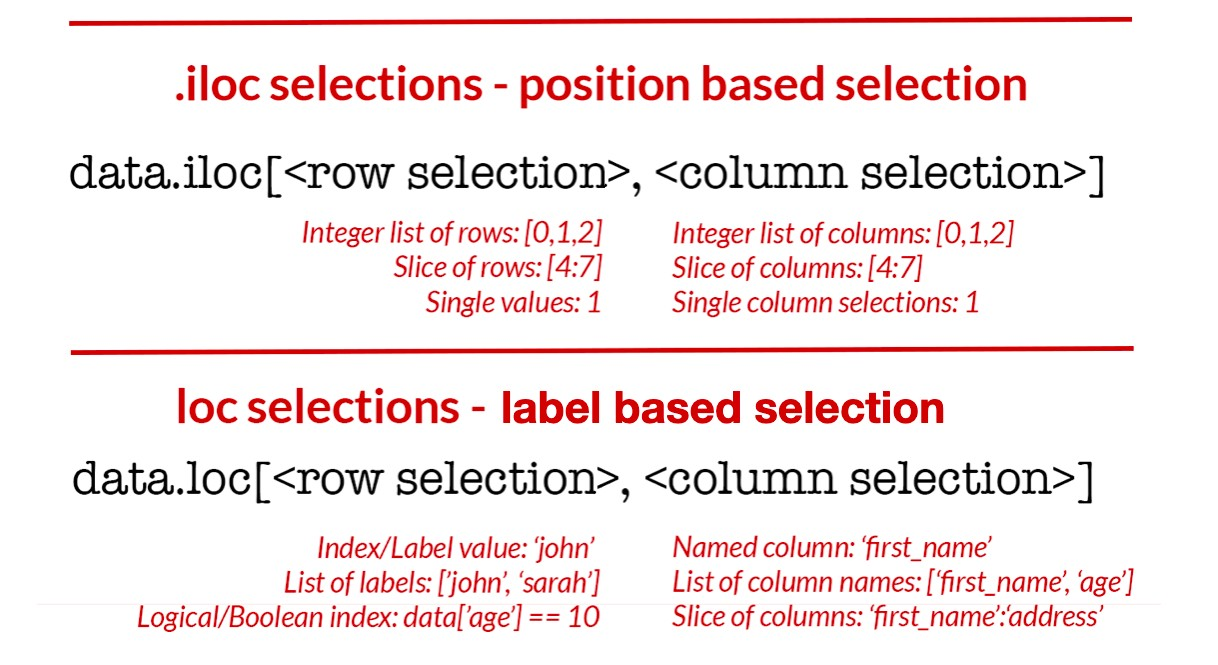 .iloc selections - position based selection
data.iloc[<row selection>, <column selection>]
Integer list of rows: [0,1,2]
Integer list of columns: [0,1,2]
Slice of rows: [4:7]
Slice of columns: [4:7]
Single values: 1
Single column selections: 1
loc selections - label based selection
data.loc[<row selection>, <column selection>]
Index/Label value: ‘john’
Named column: ‘first_name’
List of labels: [‘john’, ‘sarah’]
List of column names: [‘first_name’, ‘age’]
Logical/Boolean index: data[‘age’] == 10
Slice of columns: ‘first_name’:‘address’